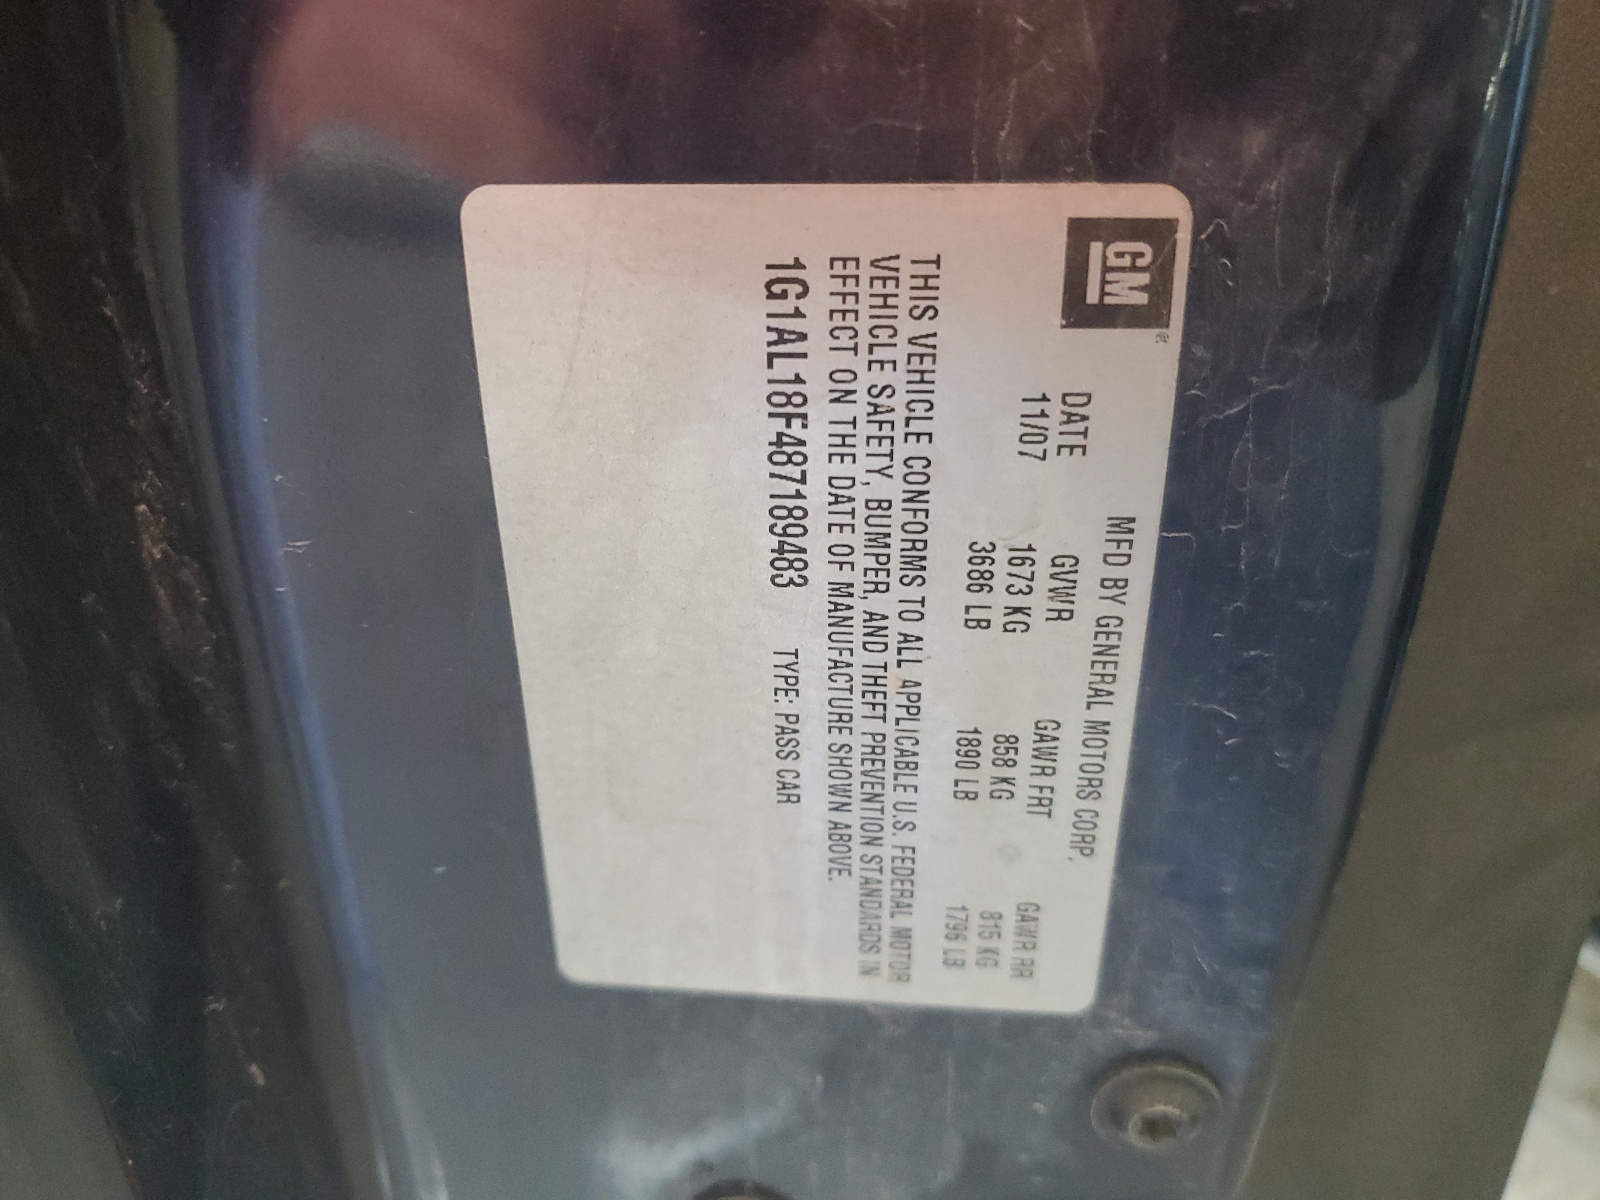 GM
MFD BY GENERAL MOTORS CORP.
DATE GVWR GAWR FRT GAWR RR
11/07 1673 KG 858 KG 815 KG
3686 LB 1890 LB 1796 LB
THIS VEHICLE CONFORMS TO ALL APPLICABLE U.S. FEDERAL MOTOR
VEHICLE SAFETY, BUMPER, AND THEFT PREVENTION STANDARDS IN
EFFECT ON THE DATE OF MANUFACTURE SHOWN ABOVE.
1G1AL18F487189483 TYPE: PASS CAR